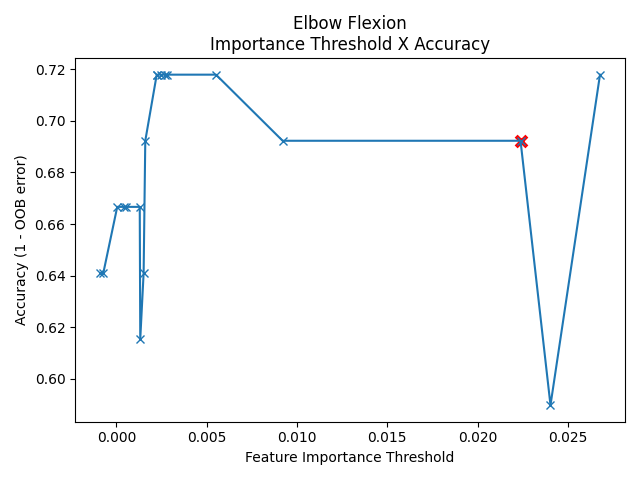 Elbow Flexion
Importance Threshold X Accuracy
Accuracy (1 - OOB error)
0.72
0.70
0.68
0.66
0.64
0.62
0.60
0.000 0.005 0.010 0.015 0.020 0.025
Feature Importance Threshold